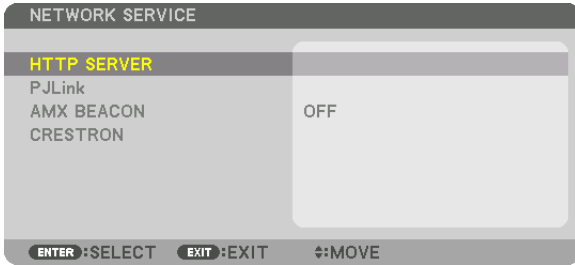 NETWORK SERVICE
HTTP SERVER
PJLink
AMX BEACON OFF
CRESTRON
ENTER :SELECT EXIT :EXIT :MOVE